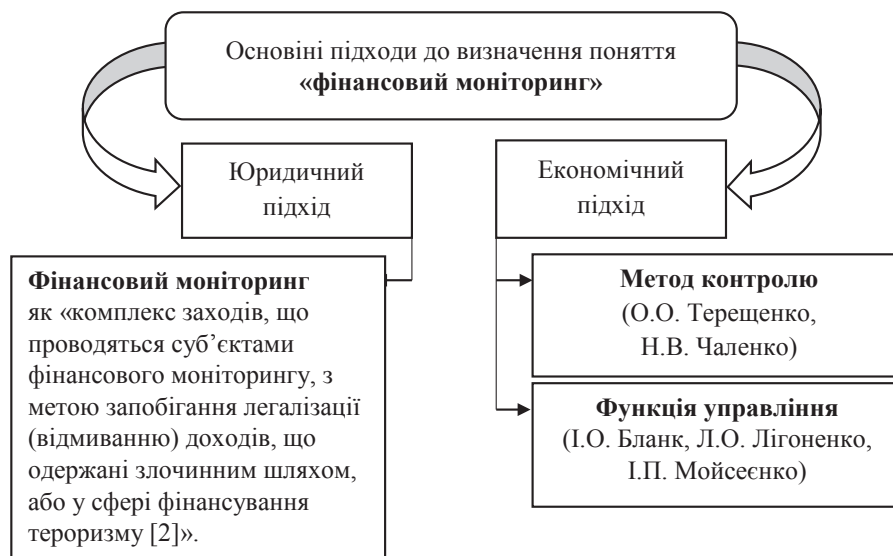 Основіні підходи до визначення поняття
«фінансовий моніторинг»
Юридичний
підхід
Економічний
підхід
Фінансовий моніторинг
як «комплекс заходів, що
проводяться суб’єктами
фінансового моніторингу, з
метою запобігання легалізації
(відмиванню) доходів, що
одержані злочинним шляхом,
або у сфері фінансування
тероризму [2]».
Метод контролю
(О.О. Терещенко,
Н.В. Чаленко)
Функція управління
(І.О. Бланк, Л.О. Лігоненко,
І.П. Мойсеєнко)